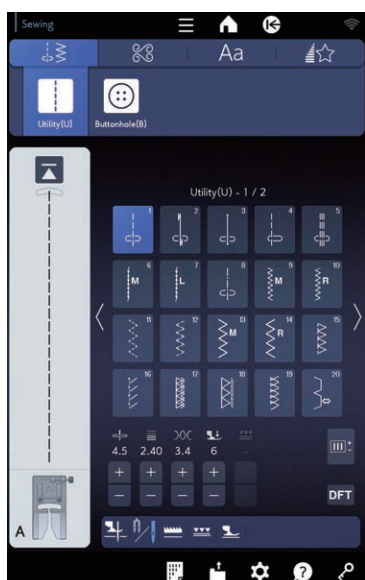 Sewing
Aa
Utility(U) Buttonhole(B)
Utility(U) - 1 / 2
1 2 3 4 5
6 M 7 L 8 9 M 10 R
11 12 13 M 14 R 15
16 17 18 19 20
4.5 2.40 3.4 6 -
+ + + +
− − − −
DFT
A
?